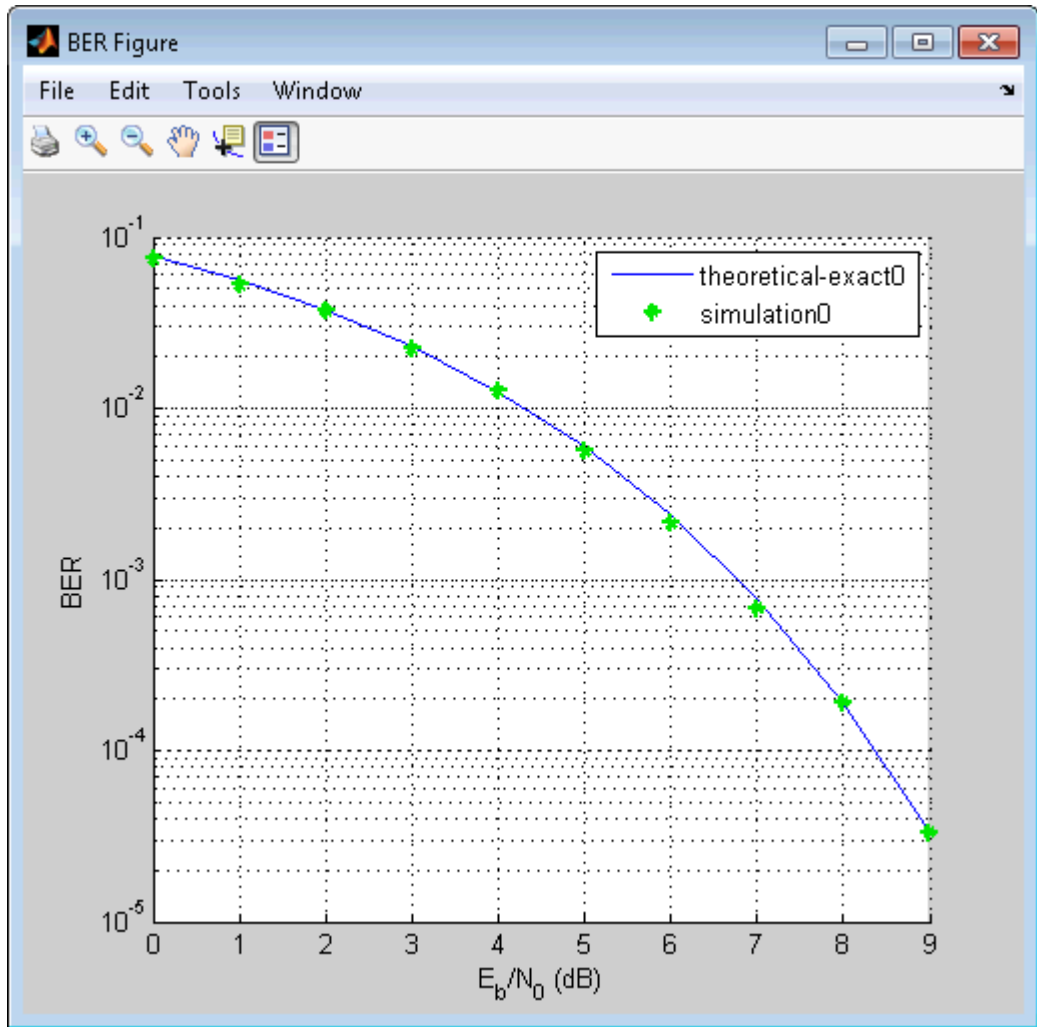 BER Figure
File Edit Tools Window
theoretical-exact0
simulation0
10^-1
10^-2
10^-3
10^-4
10^-5
BER
0 1 2 3 4 5 6 7 8 9
E_b/N_0 (dB)